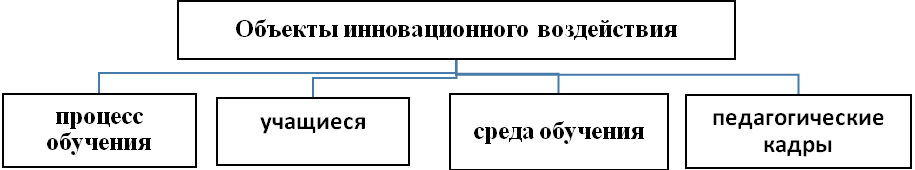 Объекты инновационного воздействия
процесс
обучения
учащиеся
среда обучения
педагогические
кадры